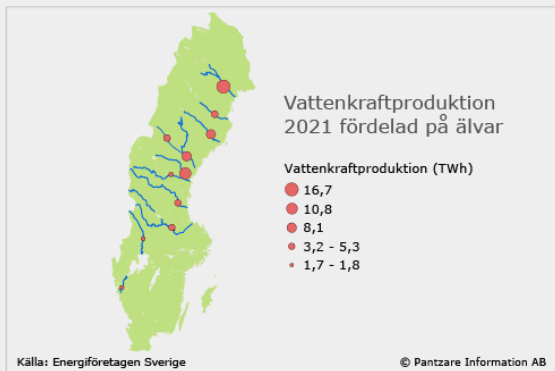 Vattenkraftproduktion
2021 fördelad på älvar
Vattenkraftproduktion (TWh)
16,7
10,8
8,1
3,2 - 5,3
1,7 - 1,8
Källa: Energiföretagen Sverige
© Pantzare Information AB